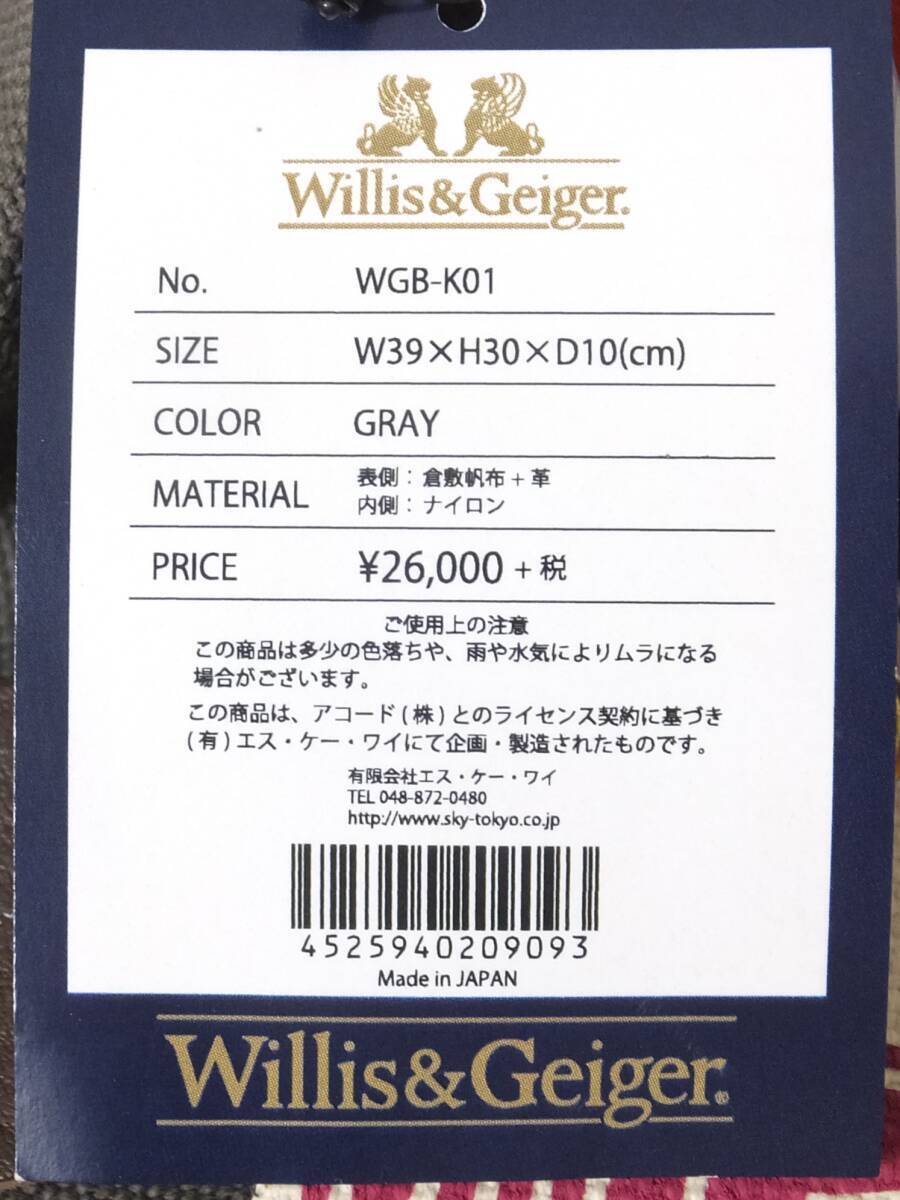 Willis&Geiger.
No. WGB-K01
SIZE W39×H30×D10(cm)
COLOR GRAY
MATERIAL 表側：倉敷帆布+革
内側：ナイロン
PRICE ¥26,000 +税
ご使用上の注意
この商品は多少の色落ちや、雨や水気によりムラになる
場合がございます。
この商品は、アコード(株)とのライセンス契約に基づき
(有)エス・ケー・ワイにて企画・製造されたものです。
有限会社エス・ケー・ワイ
TEL 048-872-0480
http://www.sky-tokyo.co.jp
4525940209093
Made in JAPAN
Willis&Geiger®